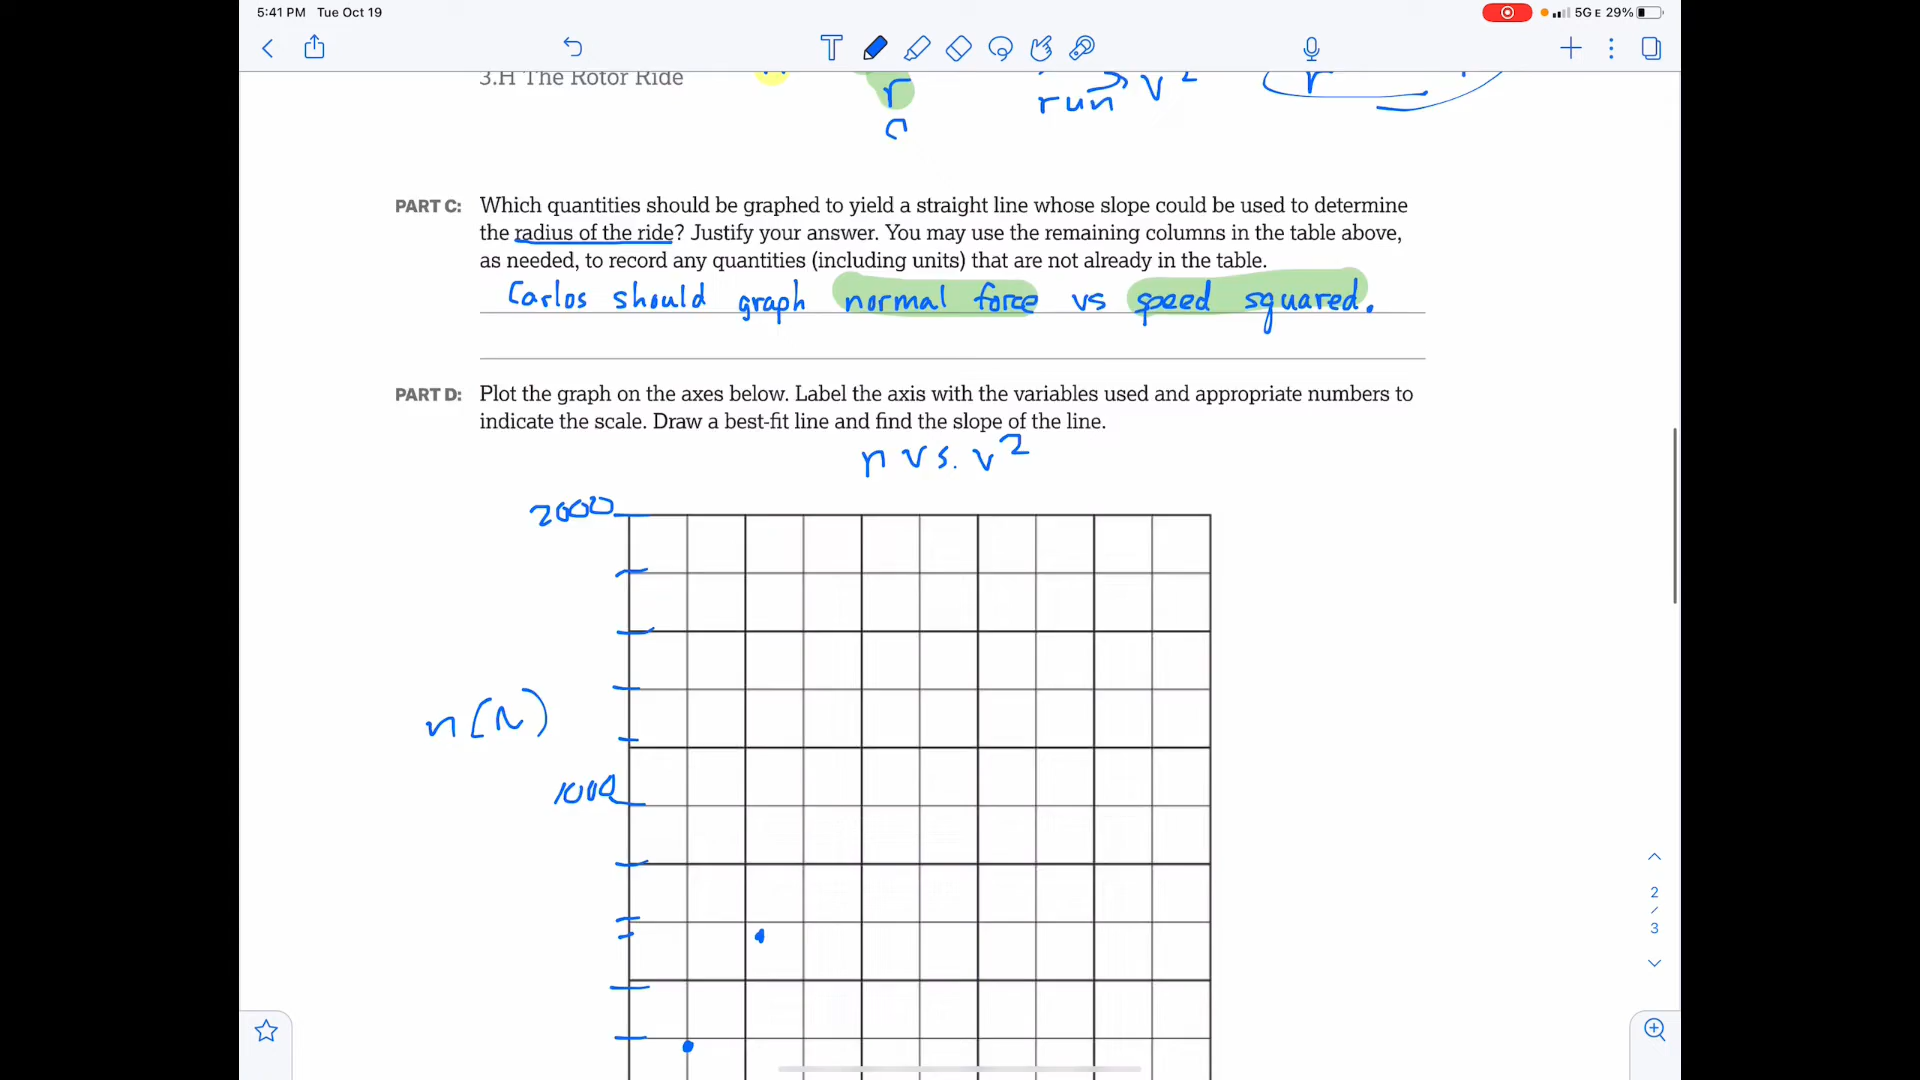 5:41 PM Tue Oct 19
5G E 29%
3.H The Rotor Ride
r
run v²
r
PART C: Which quantities should be graphed to yield a straight line whose slope could be used to determine
the radius of the ride? Justify your answer. You may use the remaining columns in the table above,
as needed, to record any quantities (including units) that are not already in the table.
Carlos should graph normal force vs speed squared.
PART D: Plot the graph on the axes below. Label the axis with the variables used and appropriate numbers to
indicate the scale. Draw a best-fit line and find the slope of the line.
n vs. v²
2000
n (N)
1000
2
/
3